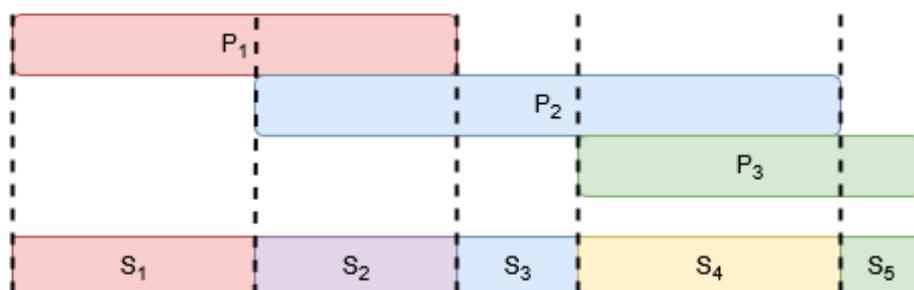 P₁
P₂
P₃
S₁ S₂ S₃ S₄ S₅